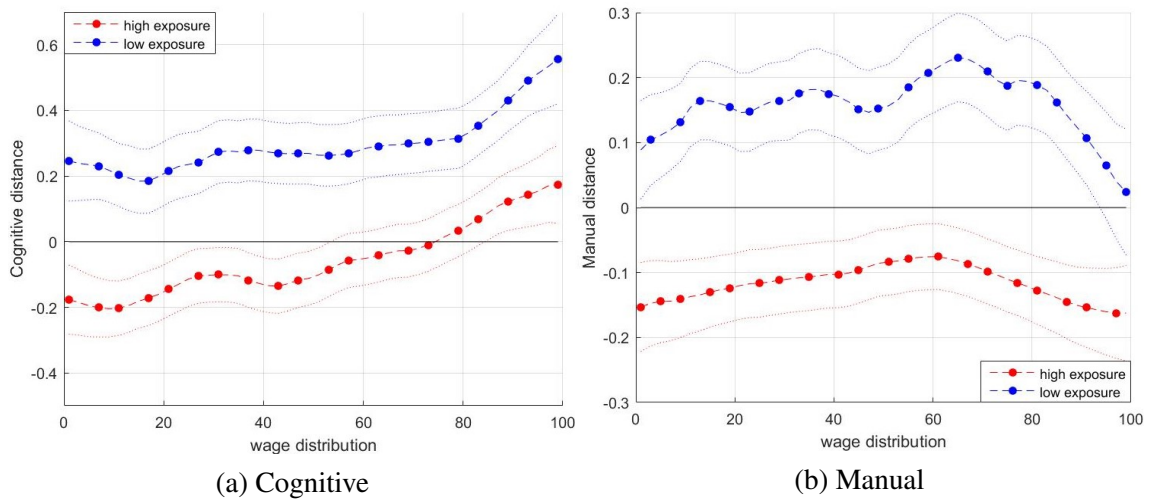 high exposure
low exposure
0.6
0.4
0.2
0
-0.2
-0.4
Cognitive distance
0 20 40 60 80 100
wage distribution
(a) Cognitive
0.3
0.2
0.1
0
-0.1
-0.2
-0.3
Manual distance
high exposure
low exposure
0 20 40 60 80 100
wage distribution
(b) Manual